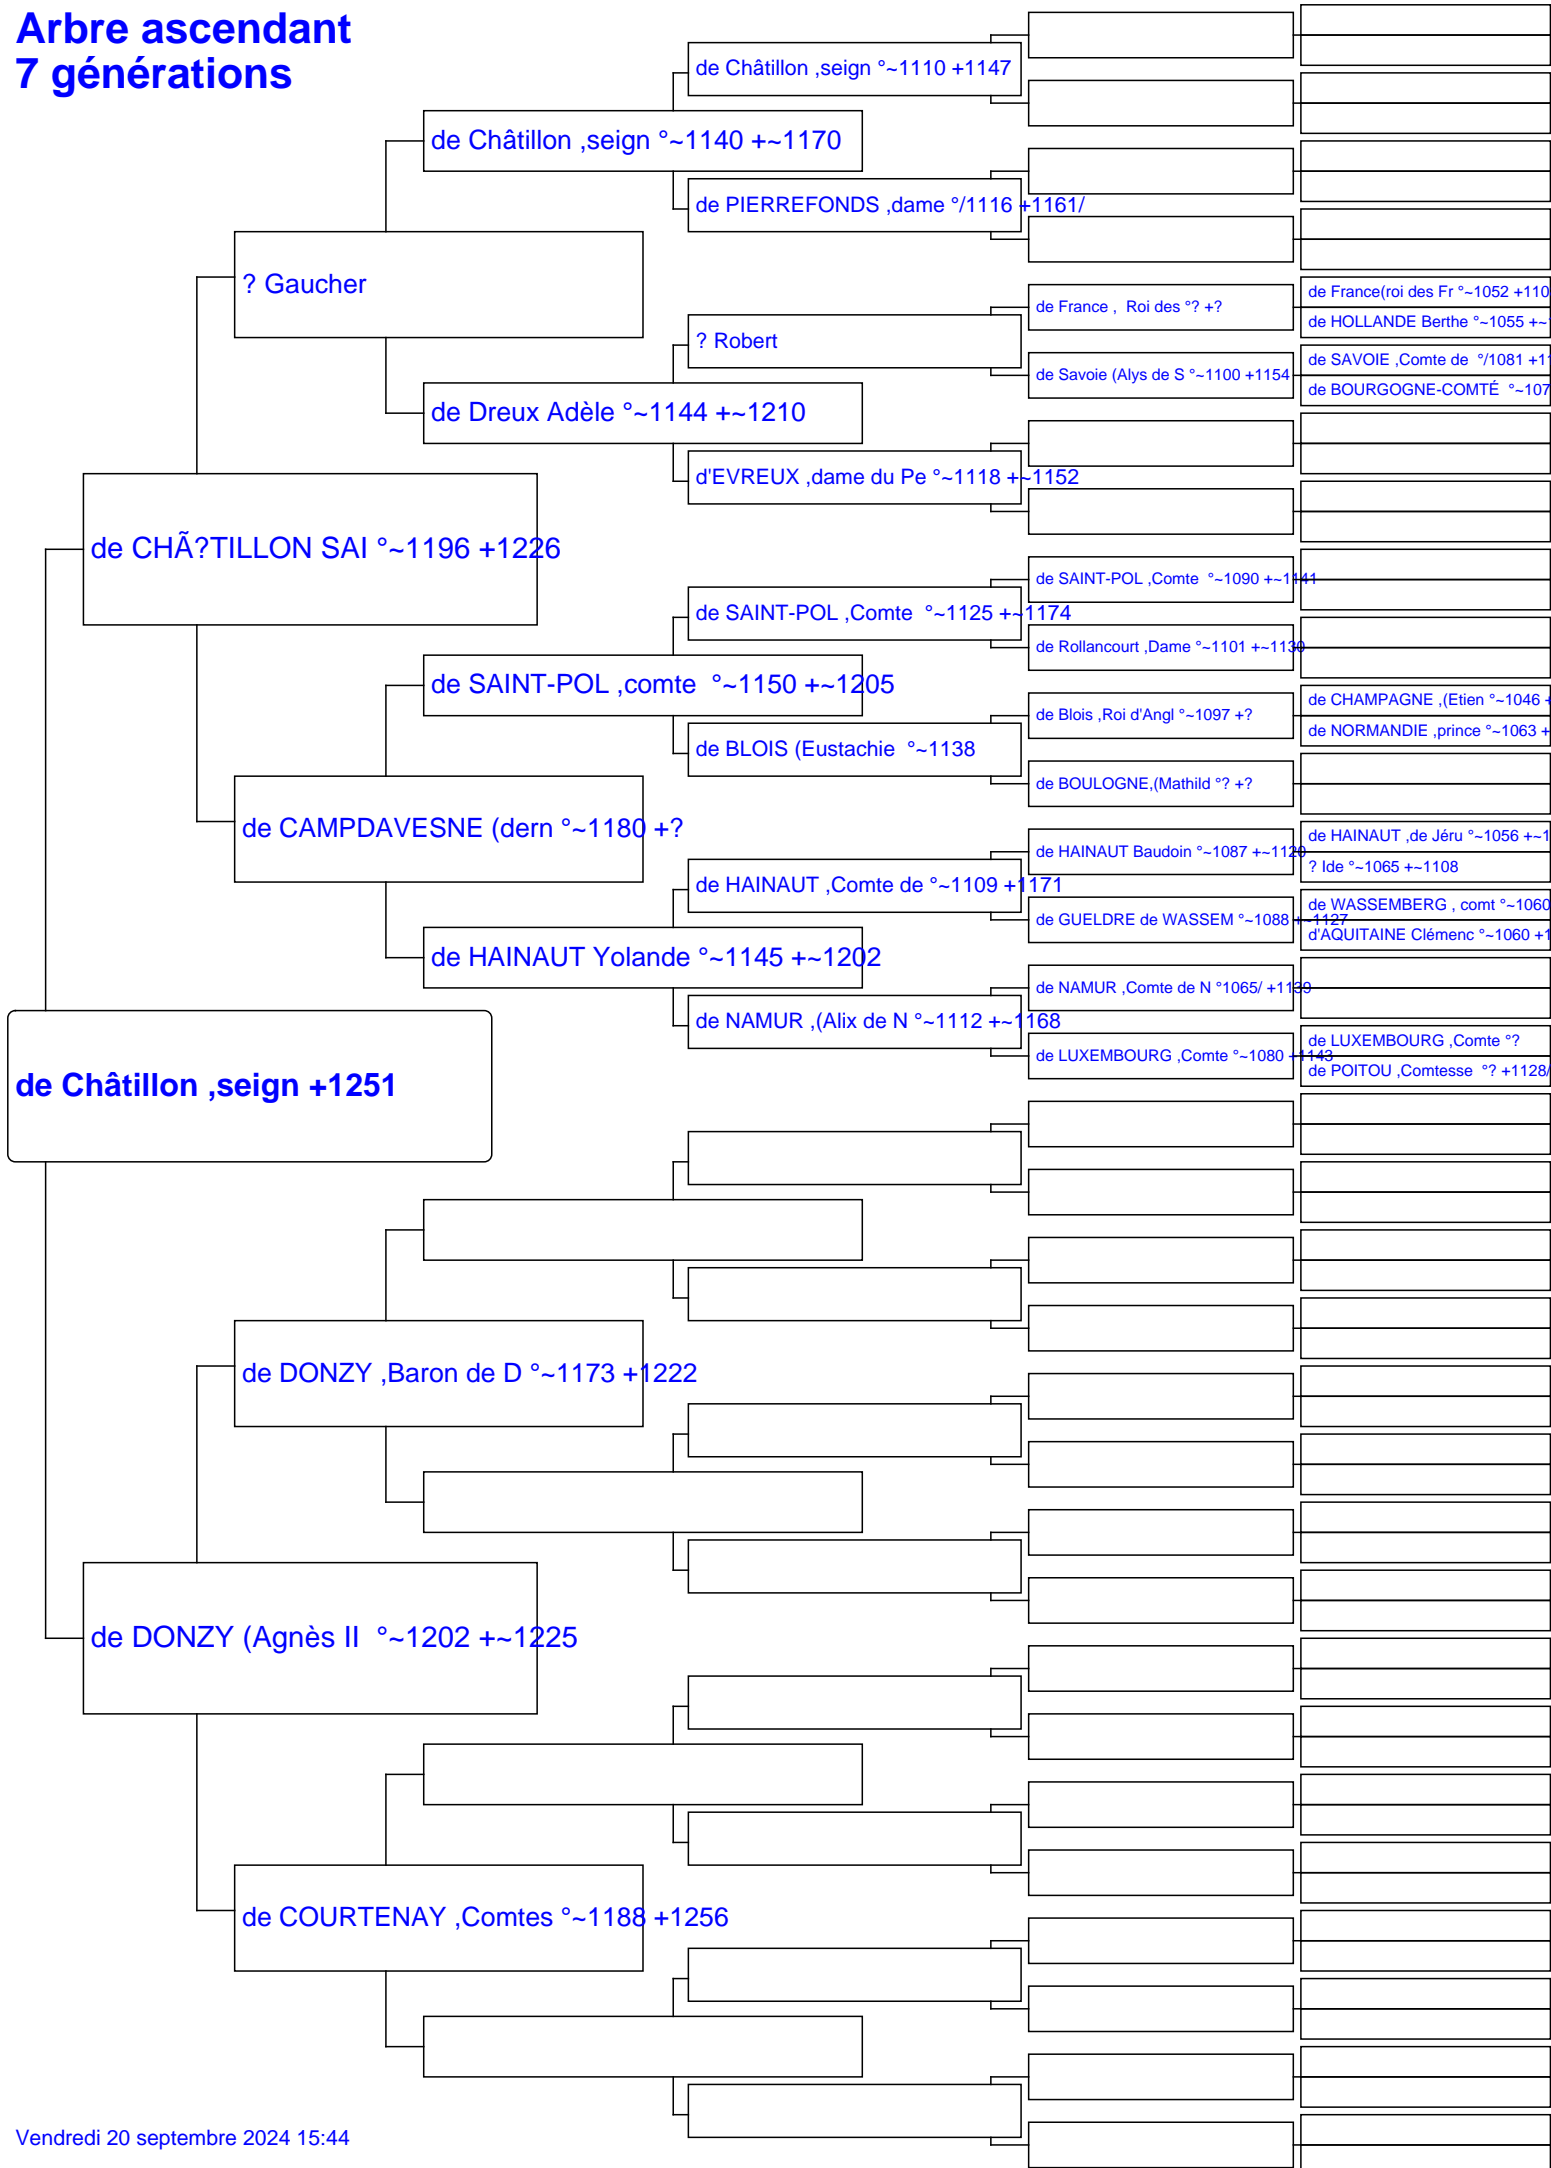 Arbre ascendant
7 générations
de Châtillon ,seign °~1110 +1147
de Châtillon ,seign °~1140 +~1170
de PIERREFONDS ,dame °/1116 +1161/
? Gaucher
de France(roi des Fr °~1052 +110
de France , Roi des °? +?
de HOLLANDE Berthe °~1055 +~
? Robert
de SAVOIE ,Comte de °/1081 +11
de Savoie (Alys de S °~1100 +1154
de BOURGOGNE-COMTÉ °~107
de Dreux Adèle °~1144 +~1210
d'EVREUX ,dame du Pe °~1118 +~1152
de CHÃ?TILLON SAI °~1196 +1226
de SAINT-POL ,Comte °~1090 +~1141
de SAINT-POL ,Comte °~1125 +~1174
de Rollancourt ,Dame °~1101 +~1130
de SAINT-POL ,comte °~1150 +~1205
de CHAMPAGNE ,(Etien °~1046 +
de Blois ,Roi d'Angl °~1097 +?
de NORMANDIE ,prince °~1063 +
de BLOIS (Eustachie °~1138
de BOULOGNE,(Mathild °? +?
de CAMPDAVESNE (dern °~1180 +?
de HAINAUT ,de Jéru °~1056 +~1
de HAINAUT Baudoin °~1087 +~1120
? Ide °~1065 +~1108
de HAINAUT ,Comte de °~1109 +1171
de WASSEMBERG , comt °~1060
de GUELDRE de WASSEM °~1088 +~1127
d'AQUITAINE Clémenc °~1060 +1
de HAINAUT Yolande °~1145 +~1202
de NAMUR ,Comte de N °1065/ +1139
de NAMUR ,(Alix de N °~1112 +~1168
de LUXEMBOURG ,Comte °?
de LUXEMBOURG ,Comte °~1080 +1143
de POITOU ,Comtesse °? +1128/
de Châtillon ,seign +1251
de DONZY ,Baron de D °~1173 +1222
de DONZY (Agnès II °~1202 +~1225
de COURTENAY ,Comtes °~1188 +1256
Vendredi 20 septembre 2024 15:44